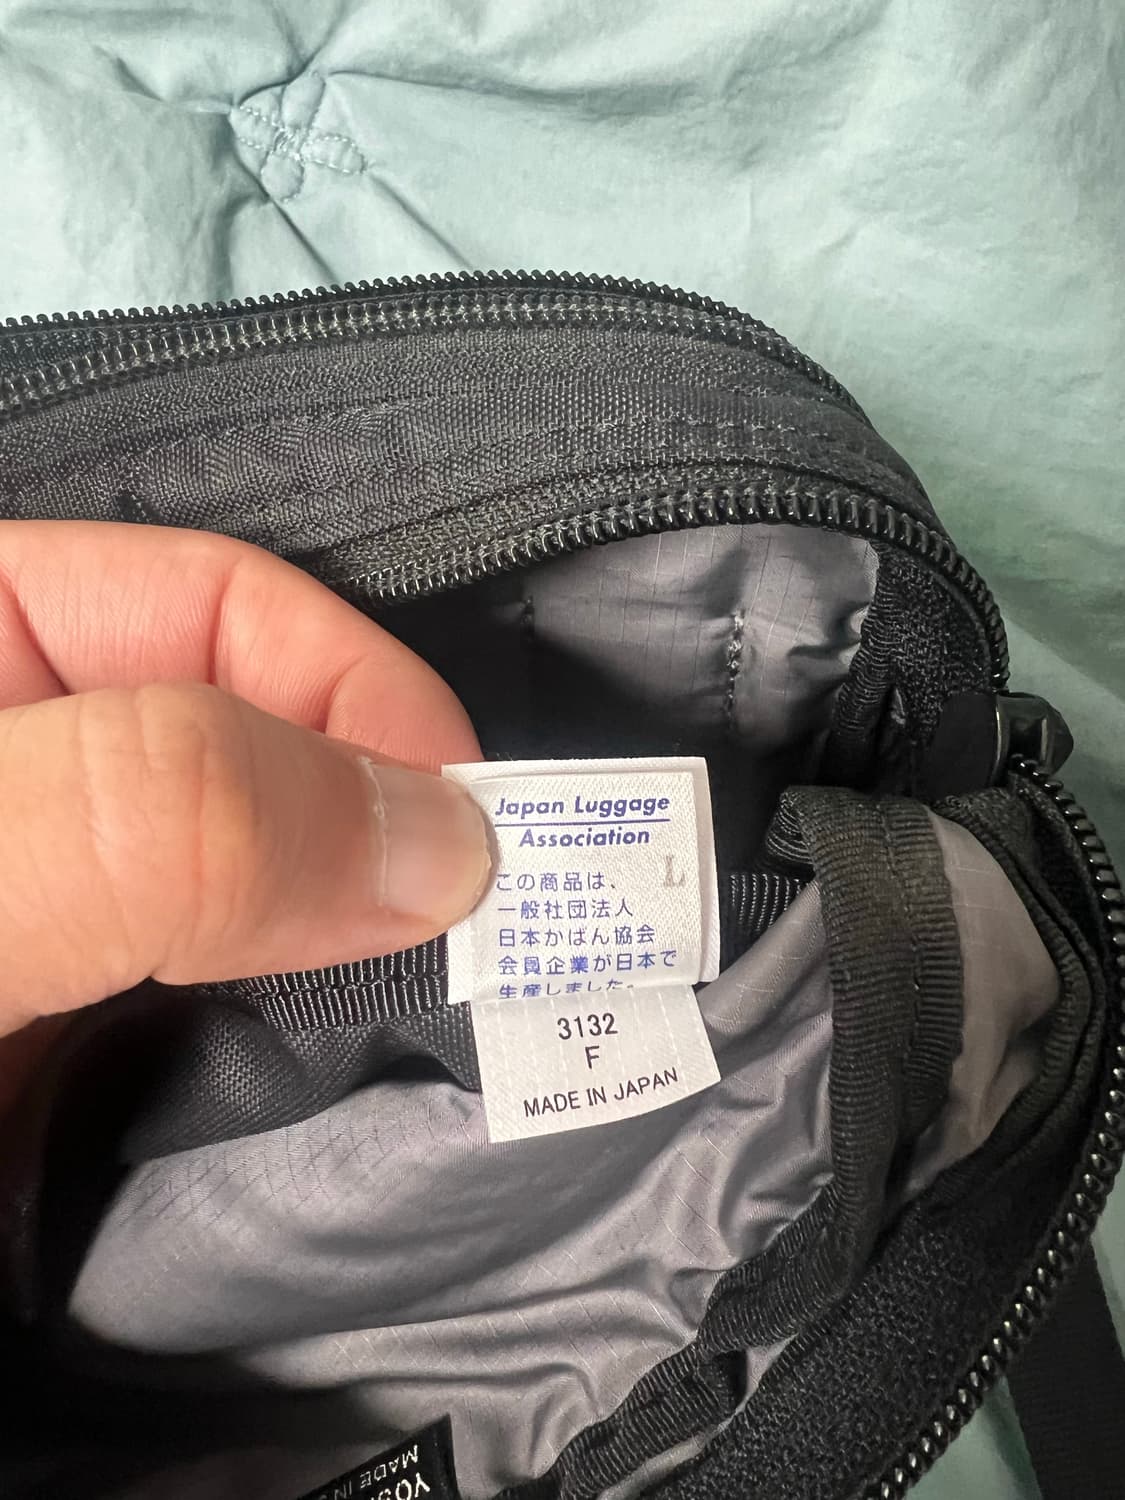 Japan Luggage
Association
L
この商品は、
一般社団法人
日本かばん協会
会員企業が日本で
生産しました。
3132
F
MADE IN JAPAN
MADE IN